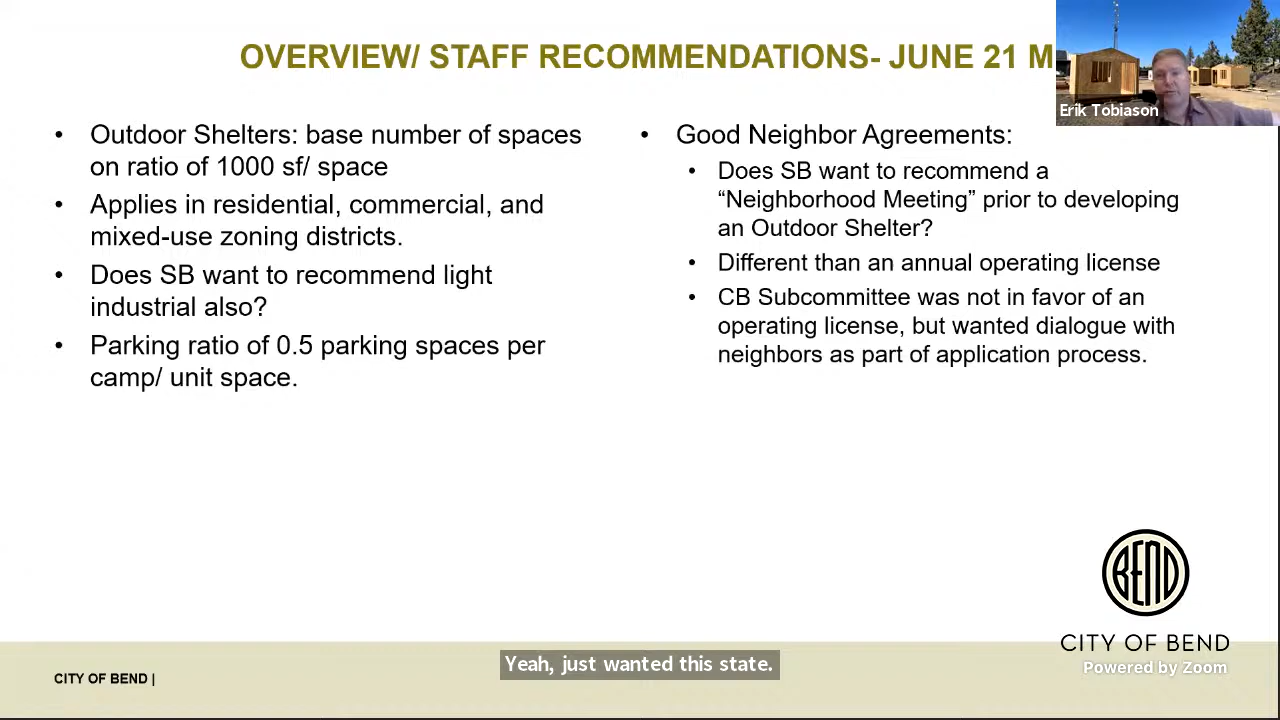 OVERVIEW/ STAFF RECOMMENDATIONS- JUNE 21 M
Erik Tobiason
• Outdoor Shelters: base number of spaces
on ratio of 1000 sf/ space
• Applies in residential, commercial, and
mixed-use zoning districts.
• Does SB want to recommend light
industrial also?
• Parking ratio of 0.5 parking spaces per
camp/ unit space.
• Good Neighbor Agreements:
• Does SB want to recommend a
“Neighborhood Meeting” prior to developing
an Outdoor Shelter?
• Different than an annual operating license
• CB Subcommittee was not in favor of an
operating license, but wanted dialogue with
neighbors as part of application process.
BEND
CITY OF BEND
Powered by Zoom
Yeah, just wanted this state.
CITY OF BEND |